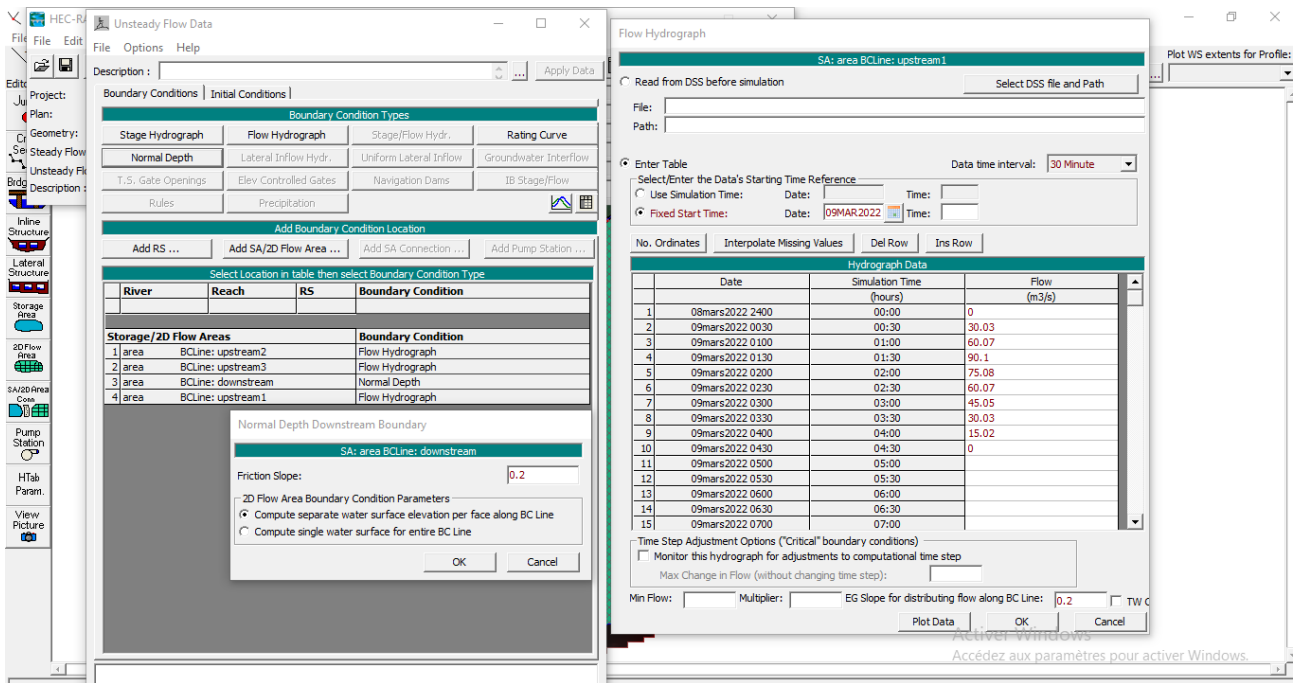 HEC-RA
File
File Edit
Editor
Project:
Plan:
Geometry:
Steady Flow
Unsteady Fl
Description :
Brdg
Inline
Structure
Lateral
Structure
Storage
Area
2D Flow
Area
SA/2D Area
Conn
Pump
Station
HTab
Param.
View
Picture
Unsteady Flow Data
File Options Help
Description : ... Apply Data
Boundary Conditions Initial Conditions
Boundary Condition Types
Stage Hydrograph Flow Hydrograph Stage/Flow Hydr. Rating Curve
Normal Depth Lateral Inflow Hydr. Uniform Lateral Inflow Groundwater Interflow
T.S. Gate Openings Elev Controlled Gates Navigation Dams IB Stage/Flow
Rules Precipitation
Add Boundary Condition Location
Add RS ... Add SA/2D Flow Area ... Add SA Connection ... Add Pump Station ...
Select Location in table then select Boundary Condition Type
River Reach RS Boundary Condition
Storage/2D Flow Areas Boundary Condition
1 area BCLine: upstream2 Flow Hydrograph
2 area BCLine: upstream3 Flow Hydrograph
3 area BCLine: downstream Normal Depth
4 area BCLine: upstream1 Flow Hydrograph
Normal Depth Downstream Boundary
SA: area BCLine: downstream
Friction Slope: 0.2
2D Flow Area Boundary Condition Parameters
Compute separate water surface elevation per face along BC Line
Compute single water surface for entire BC Line
OK Cancel
Flow Hydrograph
SA: area BCLine: upstream1
Read from DSS before simulation Select DSS file and Path
File:
Path:
Enter Table Data time interval: 30 Minute
Select/Enter the Data's Starting Time Reference
Use Simulation Time: Date: Time:
Fixed Start Time: Date: 09MAR2022 Time:
No. Ordinates Interpolate Missing Values Del Row Ins Row
Hydrograph Data
Date Simulation Time Flow
(hours) (m3/s)
1 08mars2022 2400 00:00 0
2 09mars2022 0030 00:30 30.03
3 09mars2022 0100 01:00 60.07
4 09mars2022 0130 01:30 90.1
5 09mars2022 0200 02:00 75.08
6 09mars2022 0230 02:30 60.07
7 09mars2022 0300 03:00 45.05
8 09mars2022 0330 03:30 30.03
9 09mars2022 0400 04:00 15.02
10 09mars2022 0430 04:30 0
11 09mars2022 0500 05:00
12 09mars2022 0530 05:30
13 09mars2022 0600 06:00
14 09mars2022 0630 06:30
15 09mars2022 0700 07:00
Time Step Adjustment Options ("Critical" boundary conditions)
Monitor this hydrograph for adjustments to computational time step
Max Change in Flow (without changing time step):
Min Flow: Multiplier: EG Slope for distributing flow along BC Line: 0.2 TW C
Plot Data OK Cancel
Plot WS extents for Profile:
...
Activer Windows
Accédez aux paramètres pour activer Windows.